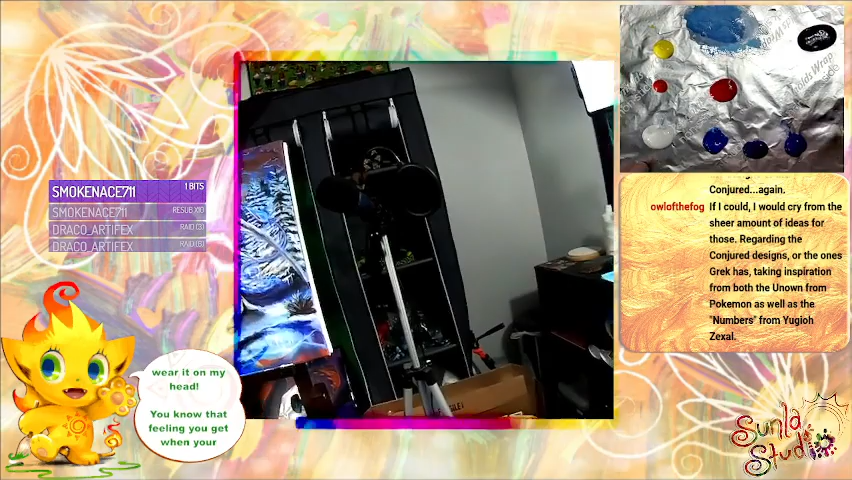 SMOKENACE711 1 BITS
SMOKENACE711 RESUB X10
DRACO_ARTIFEX RAID (3)
DRACO_ARTIFEX
wear it on my
head!
You know that
feeling you get
when your
Conjured...again.
owlofthefog If I could, I would cry from the
sheer amount of ideas for
those. Regarding the
Conjured designs, or the ones
Grek has, taking inspiration
from both the Unown from
Pokemon as well as the
"Numbers" from Yugioh
Zexal.
Sunla
Studio